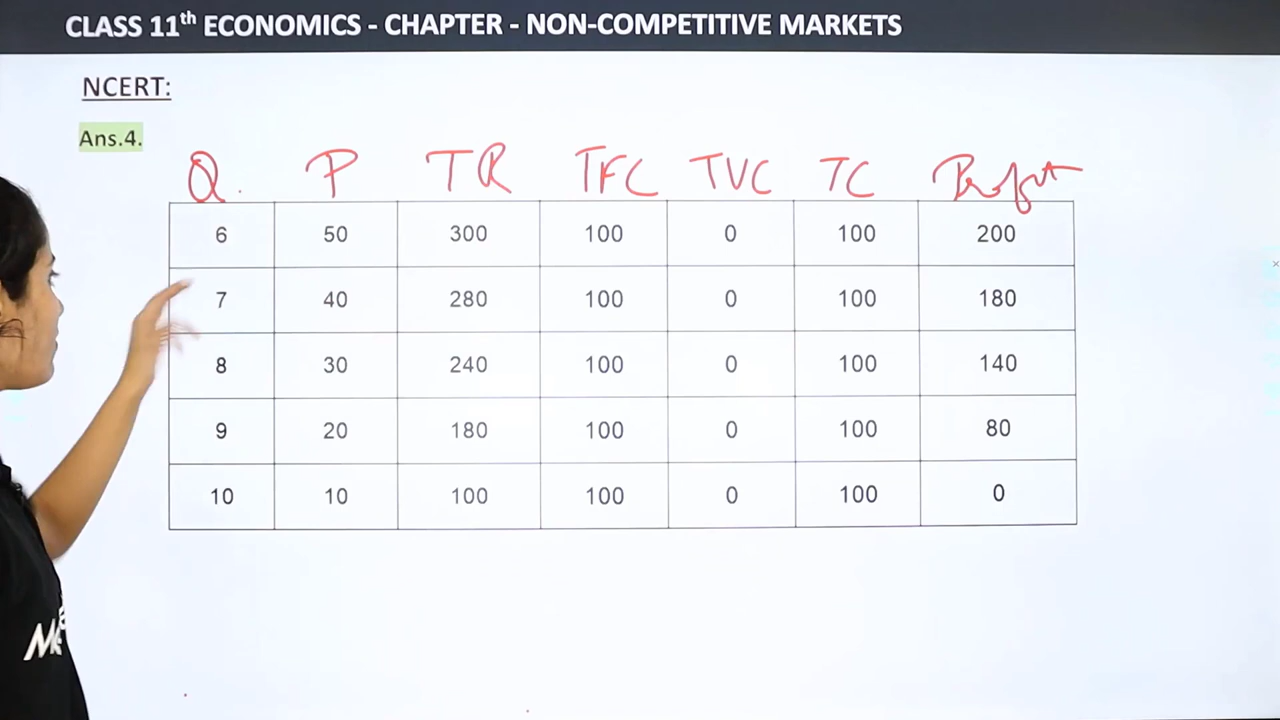 CLASS 11th ECONOMICS - CHAPTER - NON-COMPETITIVE MARKETS
NCERT:
Ans.4.
Q. P TR TFC TVC TC Profit
6 50 300 100 0 100 200
7 40 280 100 0 100 180
8 30 240 100 0 100 140
9 20 180 100 0 100 80
10 10 100 100 0 100 0